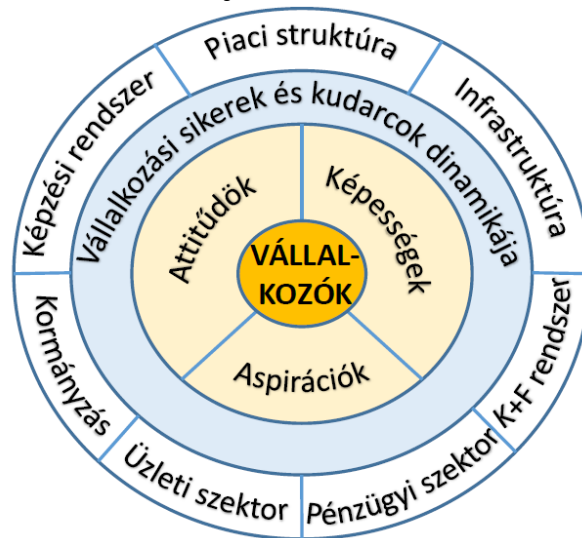 Piaci struktúra
Infrastruktúra
K+F rendszer
Pénzügyi szektor
Üzleti szektor
Kormányzás
Képzési rendszer
Vállalkozási sikerek és kudarcok dinamikája
Attitűdök
Képességek
Aspirációk
VÁLLAL-
KOZÓK